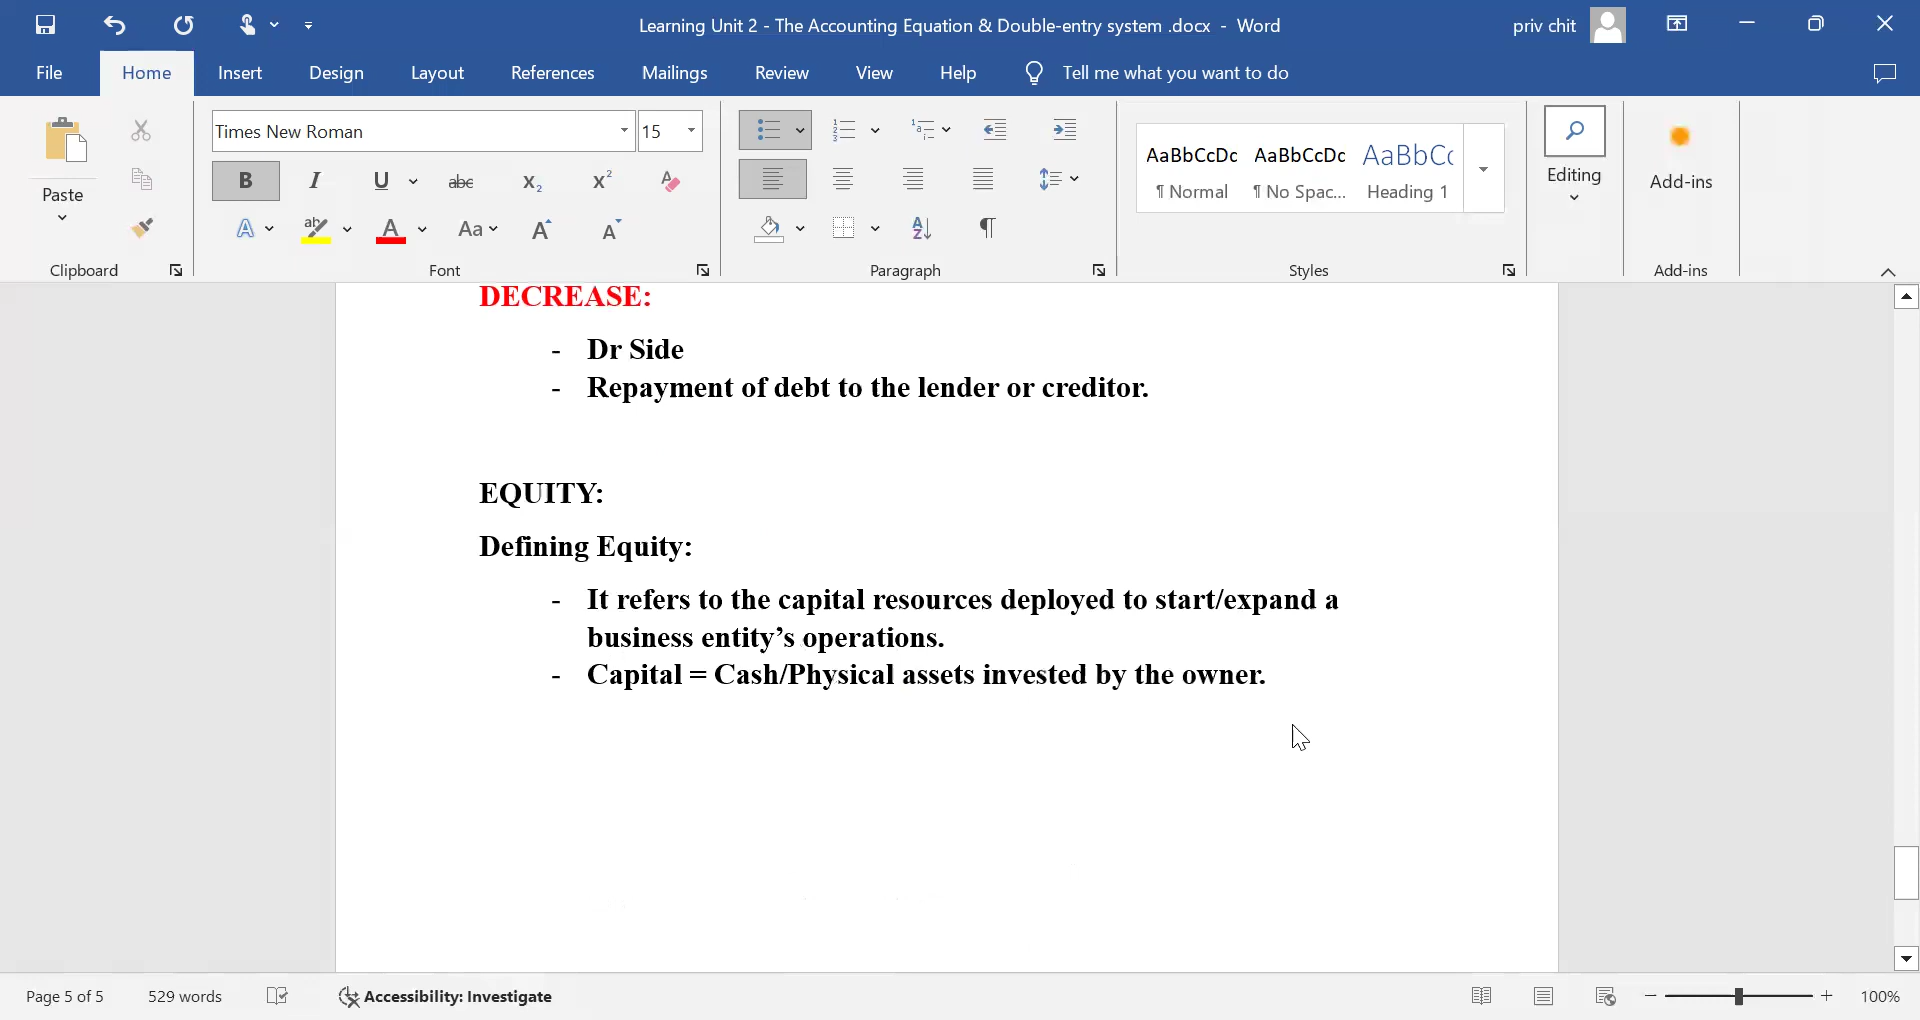 Learning Unit 2 - The Accounting Equation & Double-entry system .docx - Word
priv chit
File Home Insert Design Layout References Mailings Review View Help Tell me what you want to do
Times New Roman 15
AaBbCcDc AaBbCcDc AaBbCc
Paste
B I U abc x₂ x²
¶ Normal ¶ No Spac... Heading 1
Editing
Add-ins
A ab A Aa A A
Clipboard Font Paragraph Styles Add-ins
DECREASE:
- Dr Side
- Repayment of debt to the lender or creditor.
EQUITY:
Defining Equity:
- It refers to the capital resources deployed to start/expand a
business entity’s operations.
- Capital = Cash/Physical assets invested by the owner.
Page 5 of 5 529 words Accessibility: Investigate 100%